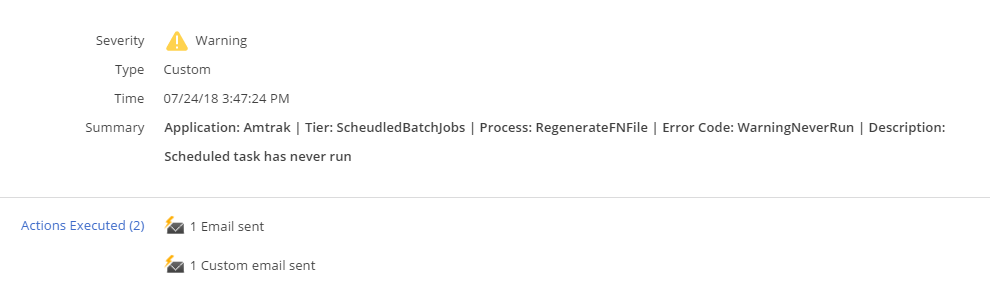 Severity Warning
Type Custom
Time 07/24/18 3:47:24 PM
Summary Application: Amtrak | Tier: ScheudledBatchJobs | Process: RegenerateFNFile | Error Code: WarningNeverRun | Description:
Scheduled task has never run
Actions Executed (2) 1 Email sent
1 Custom email sent